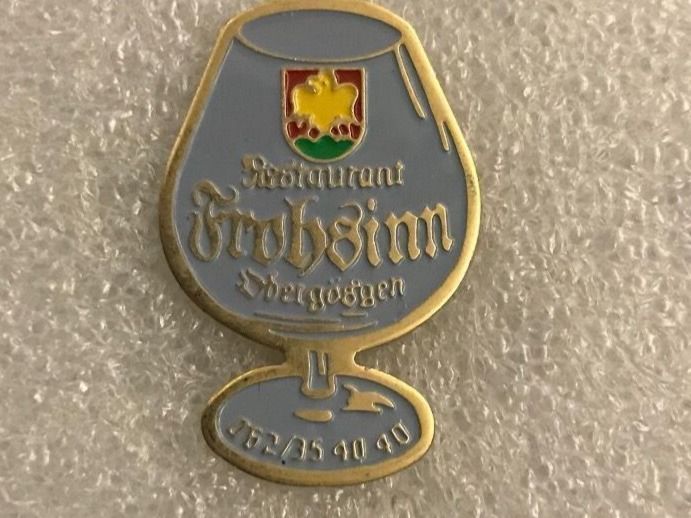 Restaurant
Frohsinn
Obergösgen
062/35 40 40